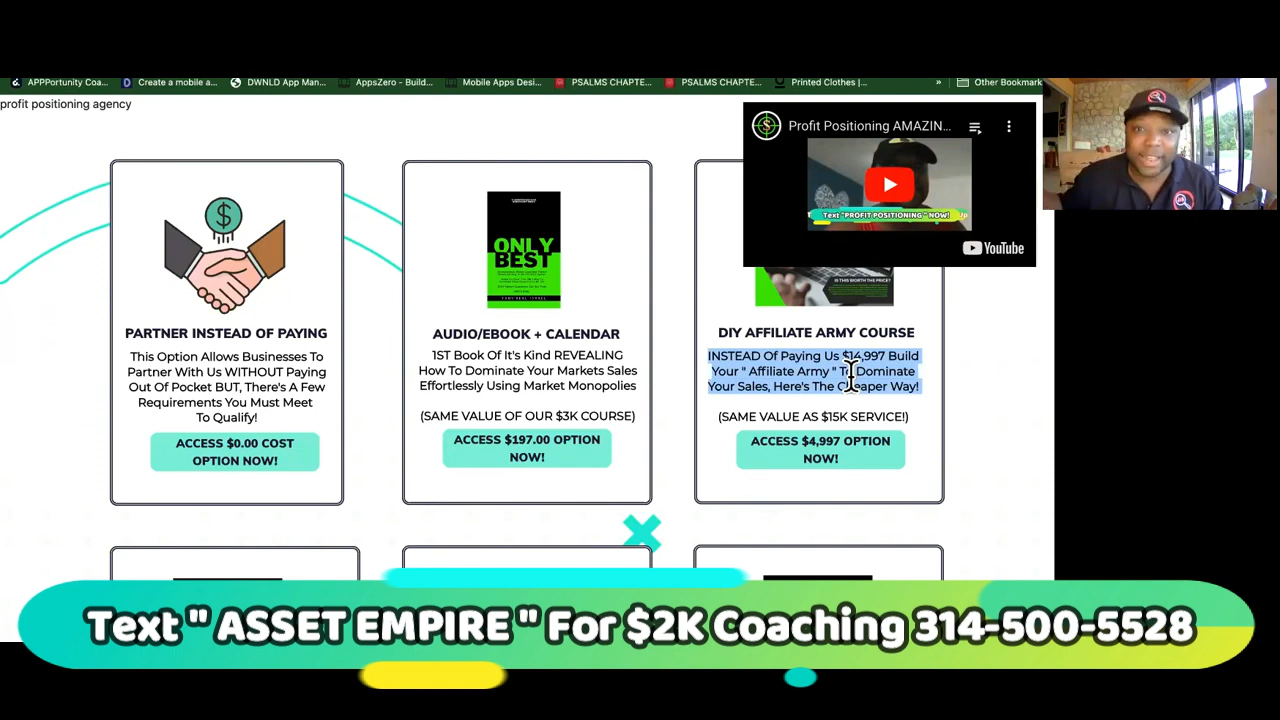 APPPortunity Coa...
Create a mobile a...
DWNLD App Man...
AppsZero - Build...
Mobile Apps Desi...
PSALMS CHAPTE...
PSALMS CHAPTE...
Printed Clothes |...
»
Other Bookmark
profit positioning agency
Profit Positioning AMAZIN...
Text "PROFIT POSITIONING" NOW!
YouTube
PARTNER INSTEAD OF PAYING
This Option Allows Businesses To
Partner With Us WITHOUT Paying
Out Of Pocket BUT, There's A Few
Requirements You Must Meet
To Qualify!
ACCESS $0.00 COST
OPTION NOW!
ONLY
BEST
AUDIO/EBOOK + CALENDAR
1ST Book Of It's Kind REVEALING
How To Dominate Your Markets Sales
Effortlessly Using Market Monopolies
(SAME VALUE OF OUR $3K COURSE)
ACCESS $197.00 OPTION
NOW!
IS THIS WORTH THE PRICE?
DIY AFFILIATE ARMY COURSE
INSTEAD Of Paying Us $14,997 Build
Your " Affiliate Army " To Dominate
Your Sales, Here's The Cheaper Way!
(SAME VALUE AS $15K SERVICE!)
ACCESS $4,997 OPTION
NOW!
Text " ASSET EMPIRE " For $2K Coaching 314-500-5528